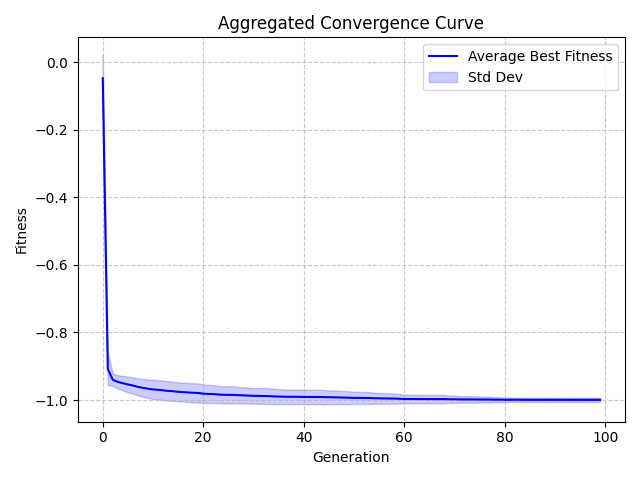 Aggregated Convergence Curve
Average Best Fitness
Std Dev
Fitness
0.0
−0.2
−0.4
−0.6
−0.8
−1.0
0 20 40 60 80 100
Generation